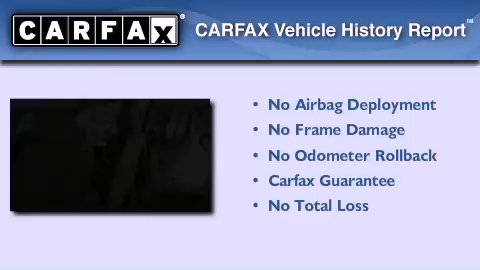 CARFAX® CARFAX Vehicle History Report™
• No Airbag Deployment
• No Frame Damage
• No Odometer Rollback
• Carfax Guarantee
• No Total Loss